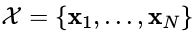 𝒳 = {𝐱₁, . . . , 𝐱_N}